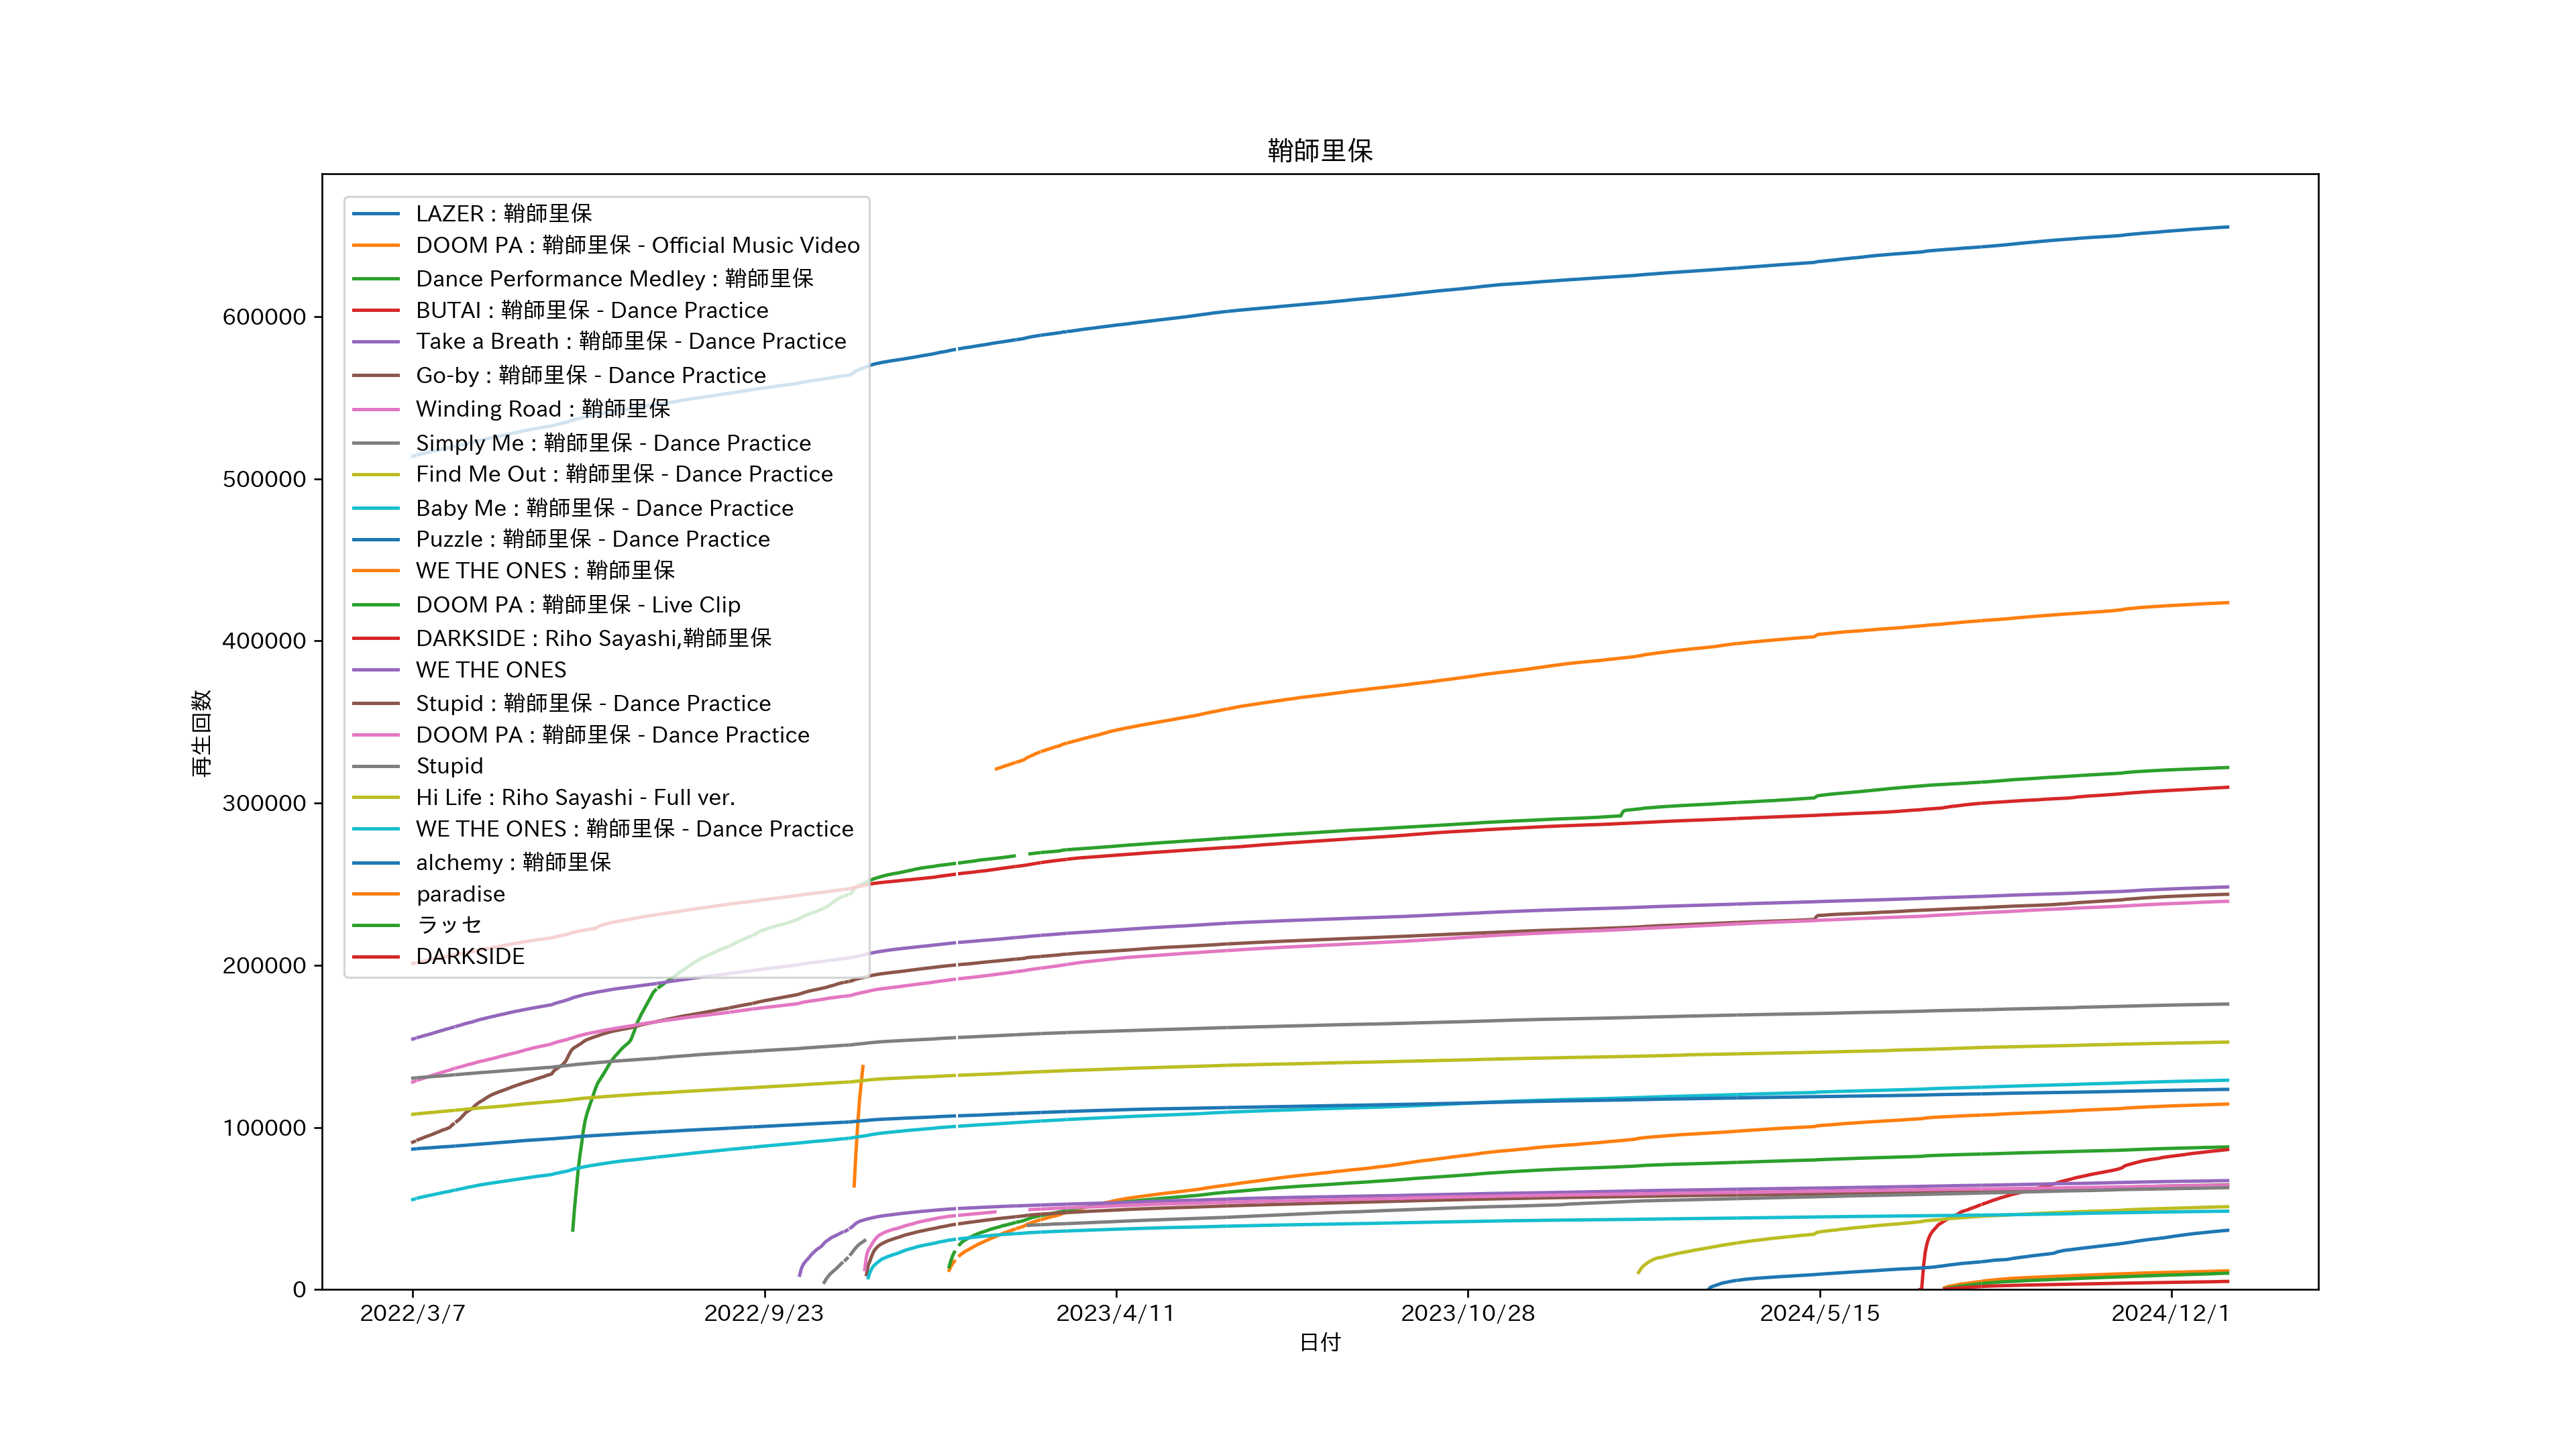 鞘師里保
LAZER : 鞘師里保
DOOM PA : 鞘師里保 - Official Music Video
Dance Performance Medley : 鞘師里保
BUTAI : 鞘師里保 - Dance Practice
Take a Breath : 鞘師里保 - Dance Practice
Go-by : 鞘師里保 - Dance Practice
Winding Road : 鞘師里保
Simply Me : 鞘師里保 - Dance Practice
Find Me Out : 鞘師里保 - Dance Practice
Baby Me : 鞘師里保 - Dance Practice
Puzzle : 鞘師里保 - Dance Practice
WE THE ONES : 鞘師里保
DOOM PA : 鞘師里保 - Live Clip
DARKSIDE : Riho Sayashi,鞘師里保
WE THE ONES
Stupid : 鞘師里保 - Dance Practice
DOOM PA : 鞘師里保 - Dance Practice
Stupid
Hi Life : Riho Sayashi - Full ver.
WE THE ONES : 鞘師里保 - Dance Practice
alchemy : 鞘師里保
paradise
ラッセ
DARKSIDE
600000
500000
400000
300000
200000
100000
0
再生回数
2022/3/7 2022/9/23 2023/4/11 2023/10/28 2024/5/15 2024/12/1
日付